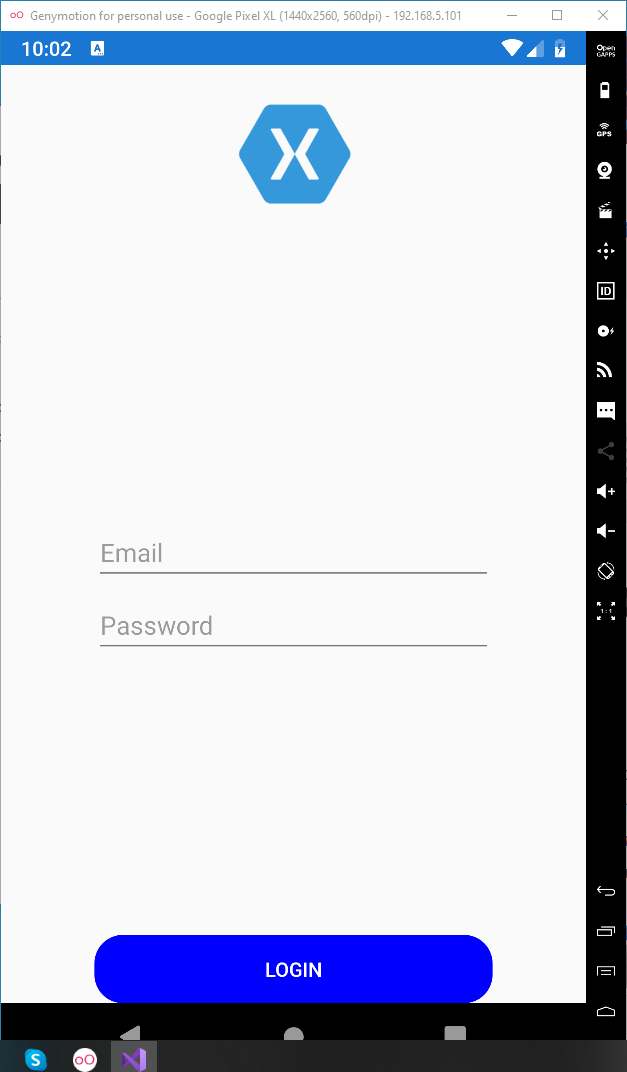 Genymotion for personal use - Google Pixel XL (1440x2560, 560dpi) - 192.168.5.101
10:02 A
Open
GAPPS
GPS
ID
X
Email
Password
1:1
LOGIN
S